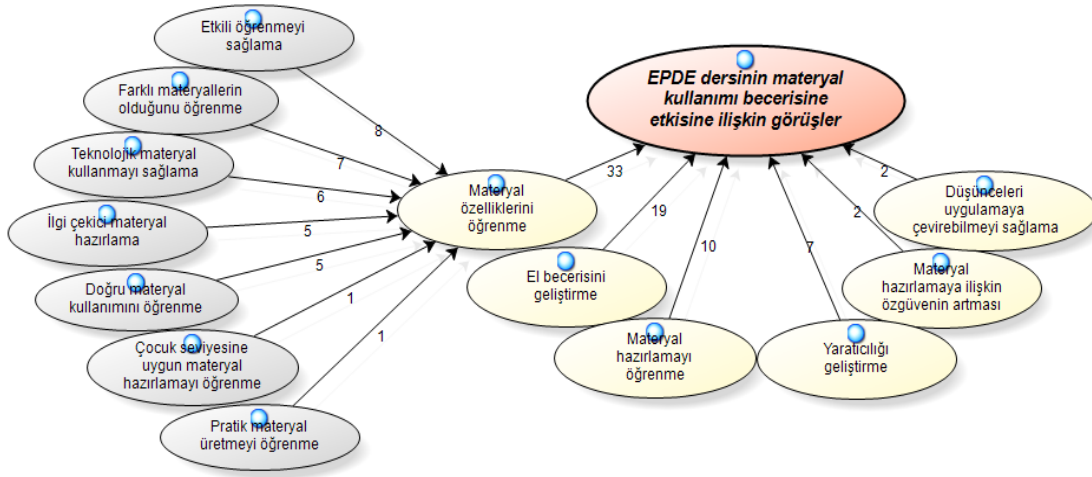 Etkili öğrenmeyi
sağlama
Farklı materyallerin
olduğunu öğrenme
Teknolojik materyal
kullanmayı sağlama
İlgi çekici materyal
hazırlama
Doğru materyal
kullanımını öğrenme
Çocuk seviyesine
uygun materyal
hazırlamayı öğrenme
Pratik materyal
üretmeyi öğrenme
8
7
6
5
5
1
1
Materyal
özelliklerini
öğrenme
EPDE dersinin materyal
kullanımı becerisine
etkisine ilişkin görüşler
33
19
10
7
2
2
El becerisini
geliştirme
Materyal
hazırlamayı
öğrenme
Yaratıcılığı
geliştirme
Materyal
hazırlamaya ilişkin
özgüvenin artması
Düşünceleri
uygulamaya
çevirebilmeyi sağlama